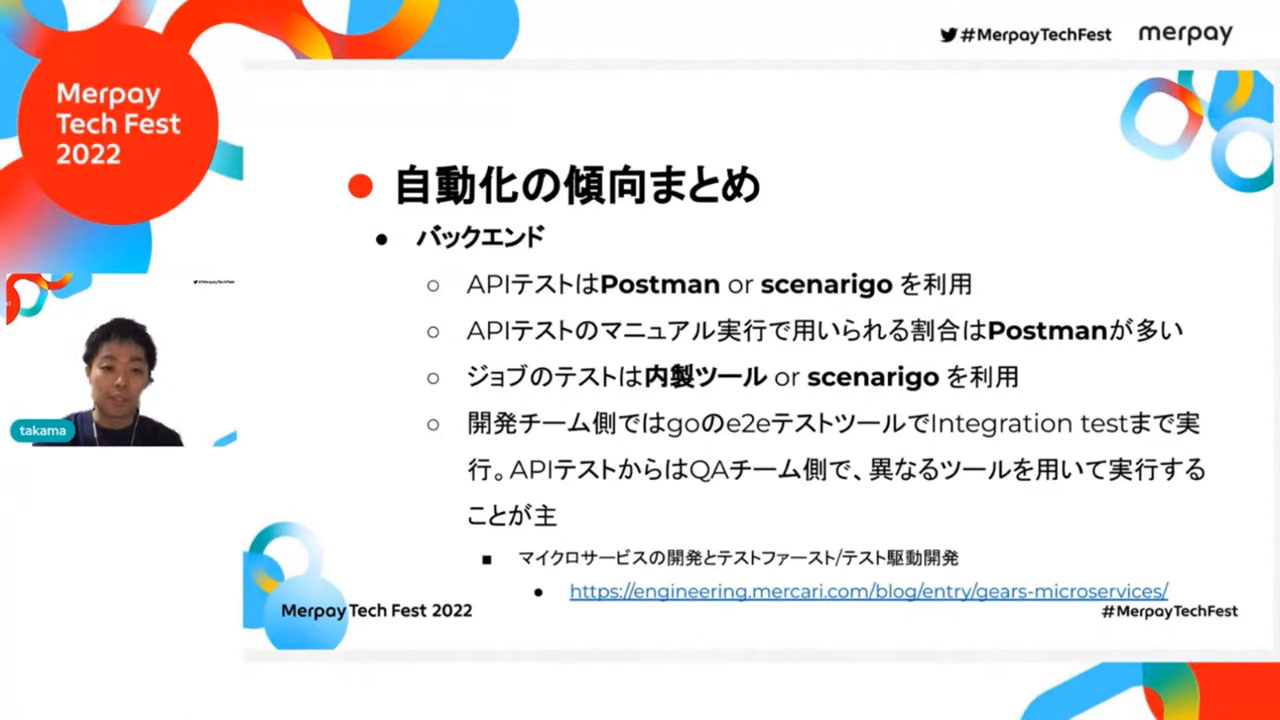 #MerpayTechFest
merpay
Merpay
Tech Fest
2022
自動化の傾向まとめ
バックエンド
APIテストはPostman or scenarigo を利用
APIテストのマニュアル実行で用いられる割合はPostmanが多い
ジョブのテストは内製ツール or scenarigo を利用
開発チーム側ではgoのe2eテストツールでIntegration testまで実
行。APIテストからはQAチーム側で、異なるツールを用いて実行する
ことが主
マイクロサービスの開発とテストファースト/テスト駆動開発
https://engineering.mercari.com/blog/entry/gears-microservices/
Merpay Tech Fest 2022
#MerpayTechFest
takama